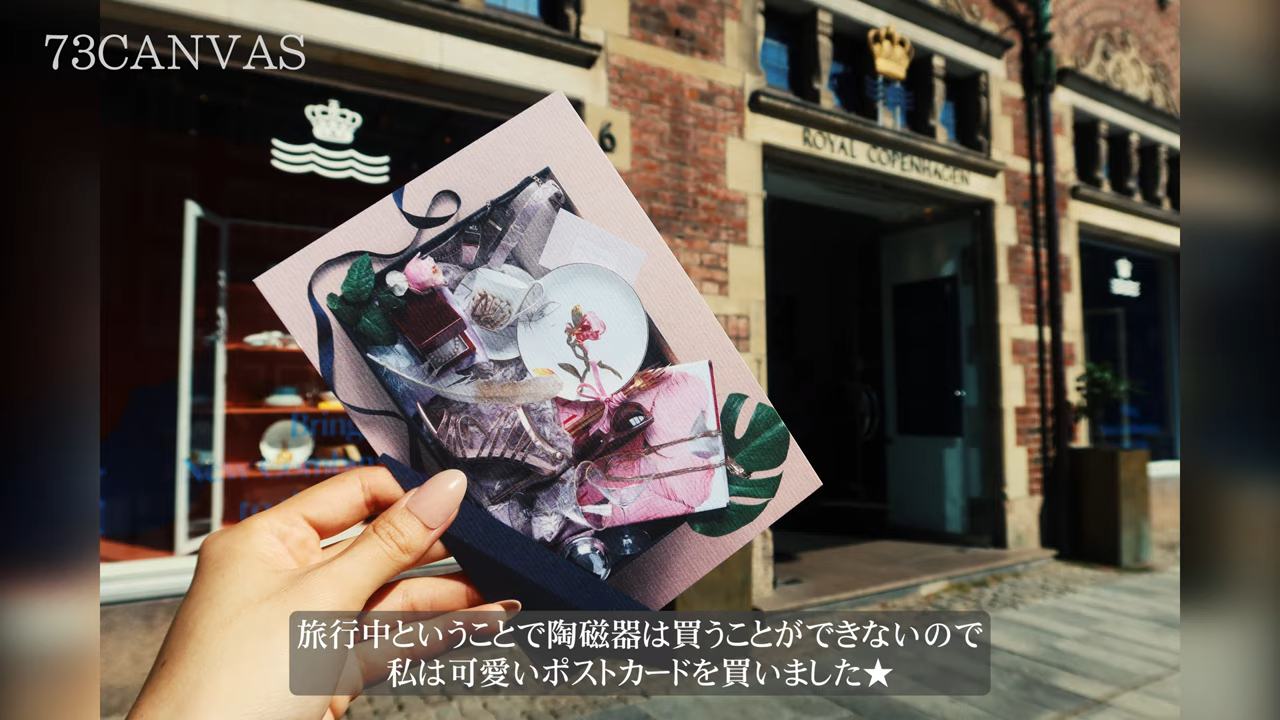 73CANVAS
6
ROYAL COPENHAGEN
Bring
旅行中ということで陶磁器は買うことができないので
私は可愛いポストカードを買いました★